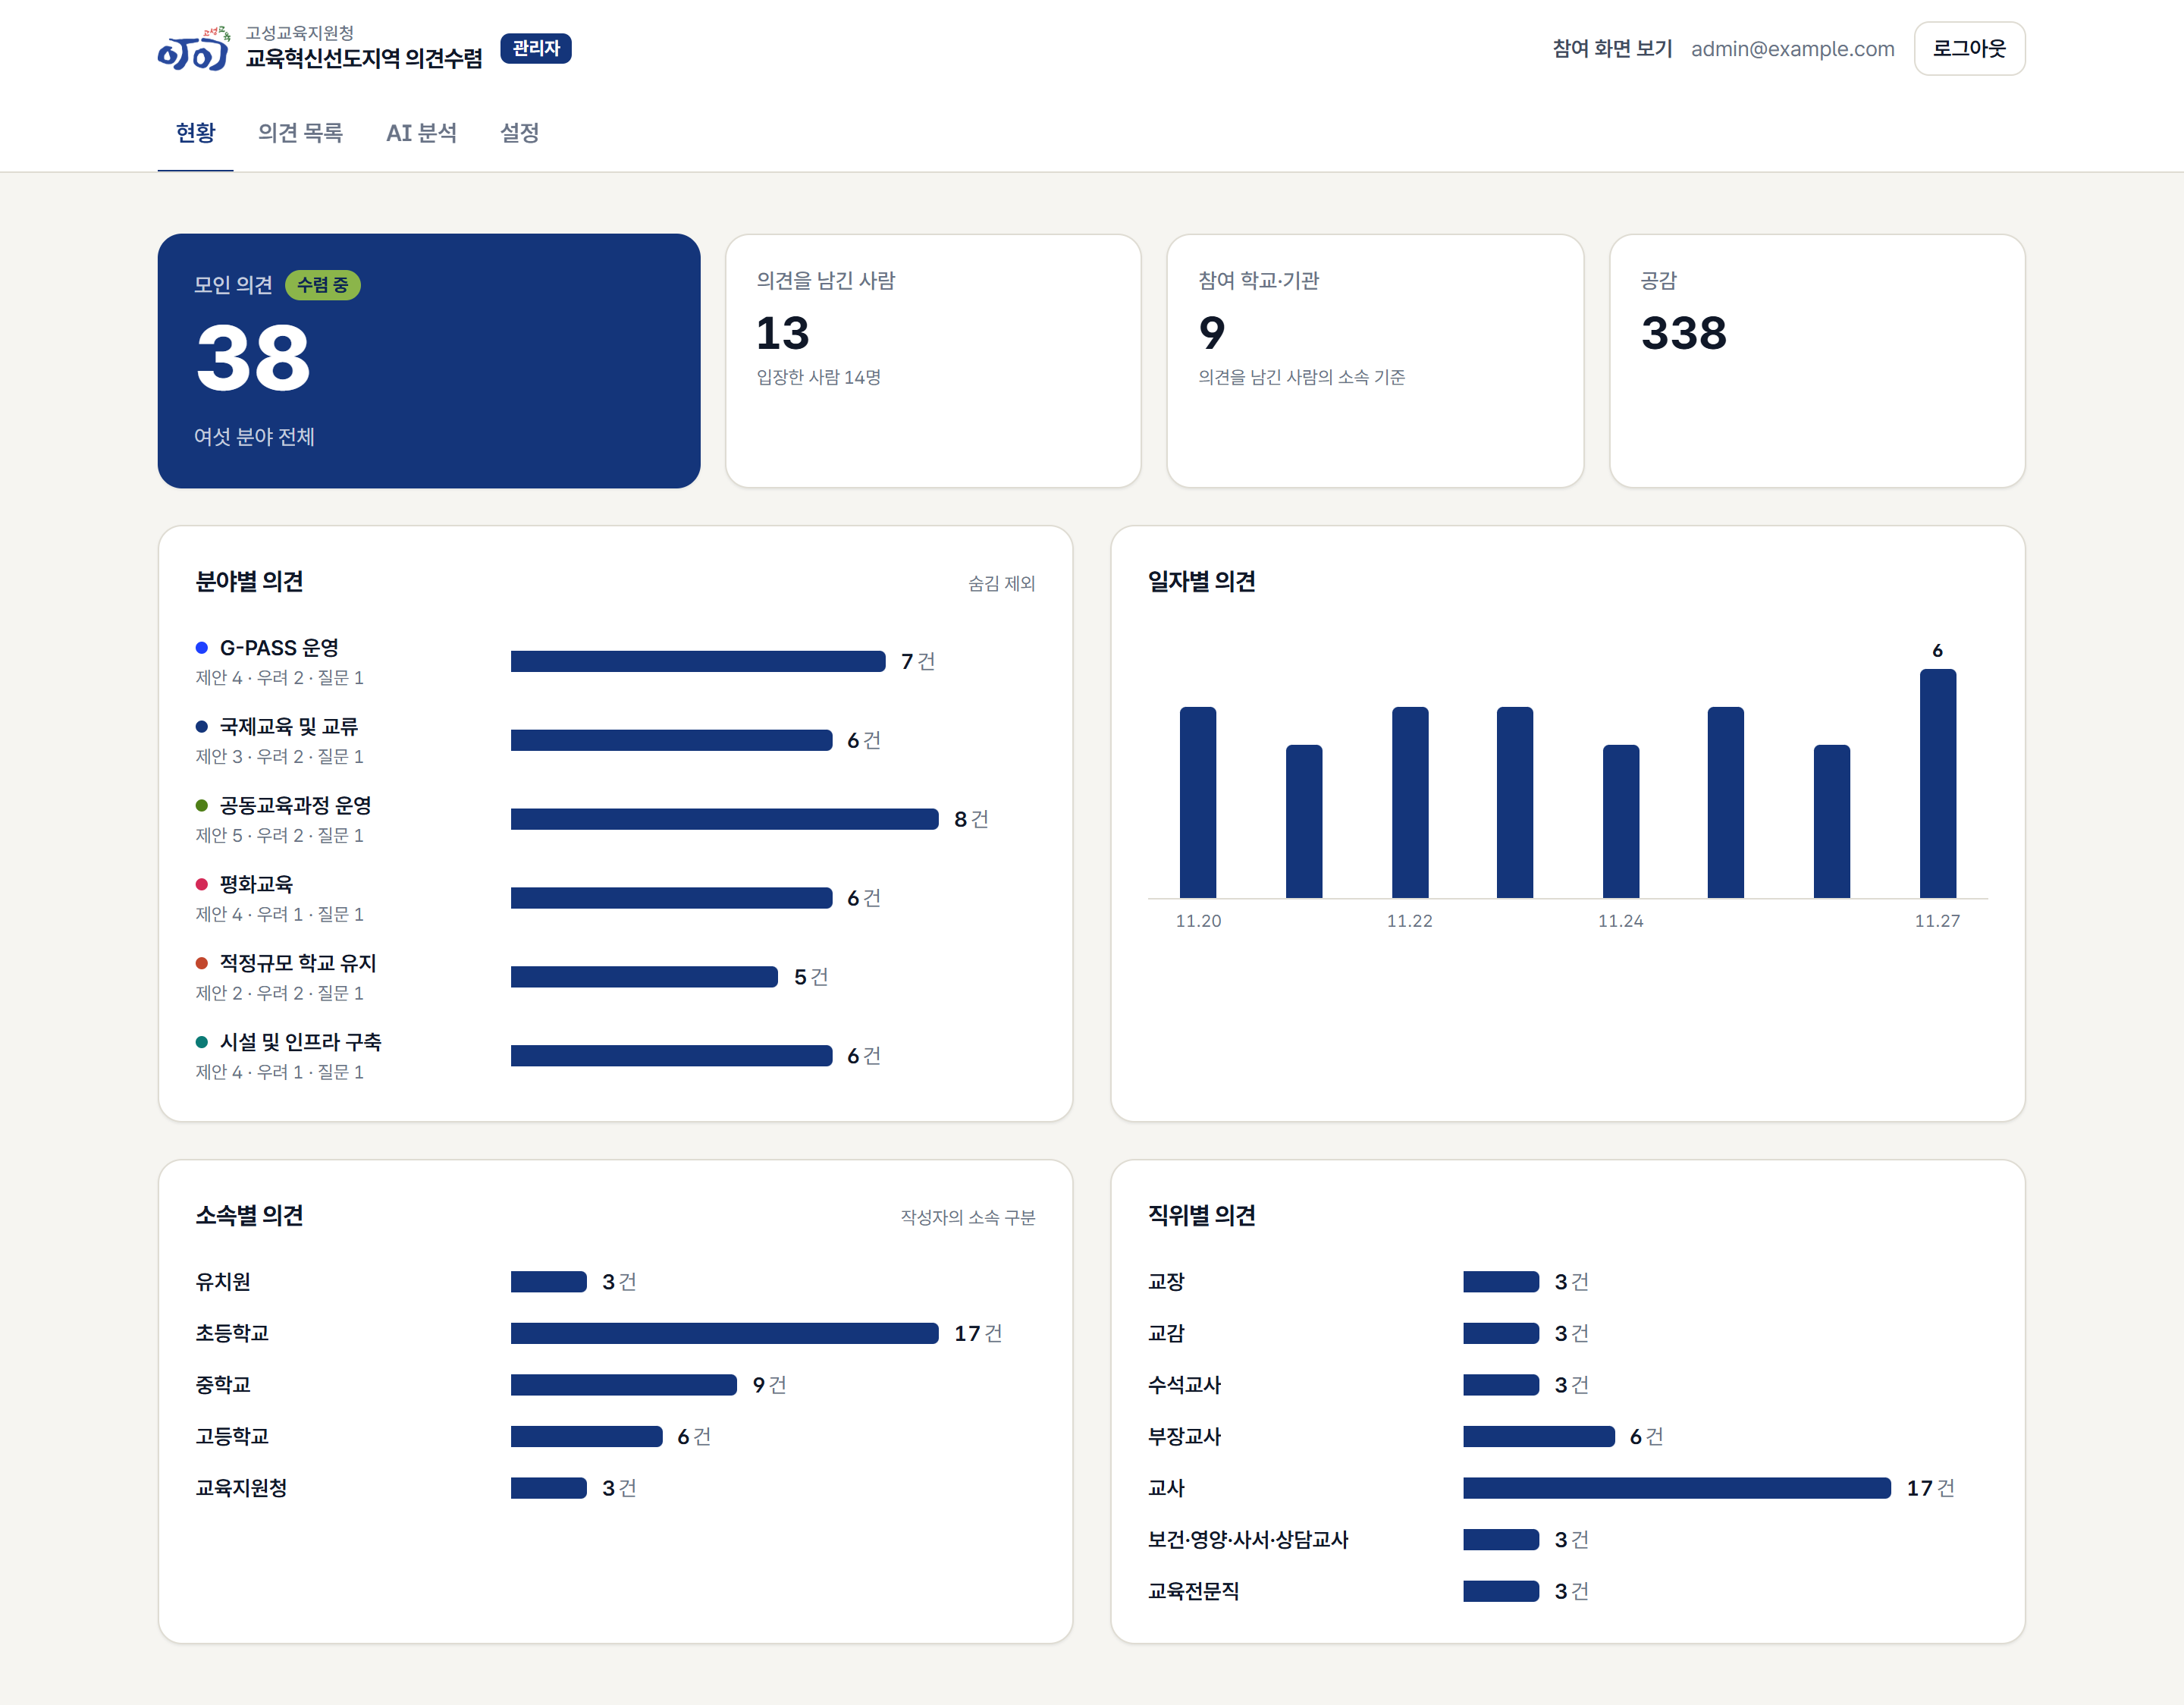 고성교육
고성교육지원청
교육혁신선도지역 의견수렴
관리자
참여 화면 보기
admin@example.com
로그아웃
현황
의견 목록
AI 분석
설정
모인 의견
수렴 중
38
여섯 분야 전체
의견을 남긴 사람
13
입장한 사람 14명
참여 학교·기관
9
의견을 남긴 사람의 소속 기준
공감
338
분야별 의견
숨김 제외
G-PASS 운영
제안 4 · 우려 2 · 질문 1
7건
국제교육 및 교류
제안 3 · 우려 2 · 질문 1
6건
공동교육과정 운영
제안 5 · 우려 2 · 질문 1
8건
평화교육
제안 4 · 우려 1 · 질문 1
6건
적정규모 학교 유지
제안 2 · 우려 2 · 질문 1
5건
시설 및 인프라 구축
제안 4 · 우려 1 · 질문 1
6건
일자별 의견
6
11.20
11.22
11.24
11.27
소속별 의견
작성자의 소속 구분
유치원
3건
초등학교
17건
중학교
9건
고등학교
6건
교육지원청
3건
직위별 의견
교장
3건
교감
3건
수석교사
3건
부장교사
6건
교사
17건
보건·영양·사서·상담교사
3건
교육전문직
3건